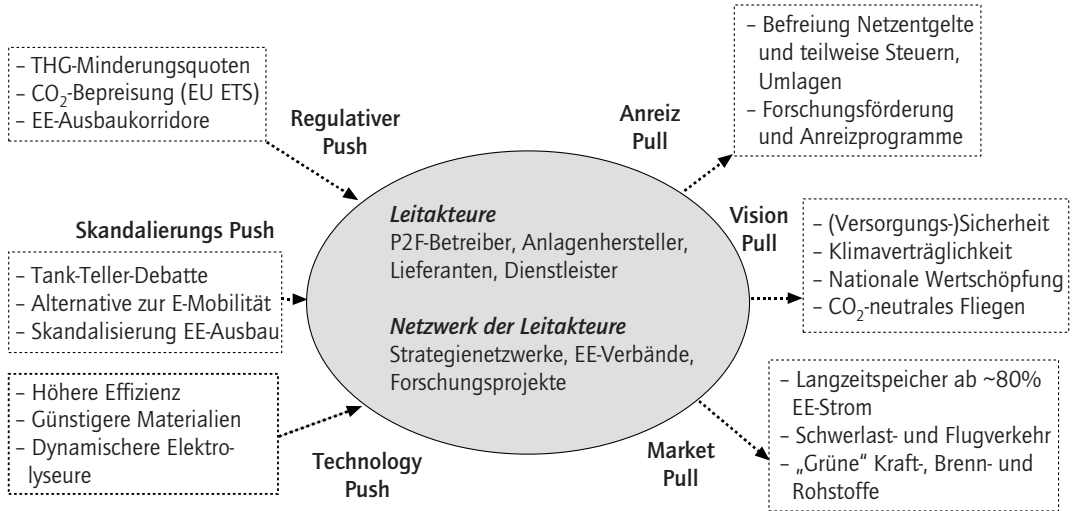 – THG-Minderungsquoten
– CO₂-Bepreisung (EU ETS)
– EE-Ausbaukorridore
Regulativer
Push
Skandalierungs Push
– Tank-Teller-Debatte
– Alternative zur E-Mobilität
– Skandalisierung EE-Ausbau
– Höhere Effizienz
– Günstigere Materialien
– Dynamischere Elektro-
lyseure
Technology
Push
Leitakteure
P2F-Betreiber, Anlagenhersteller,
Lieferanten, Dienstleister
Netzwerk der Leitakteure
Strategienetzwerke, EE-Verbände,
Forschungsprojekte
Anreiz
Pull
– Befreiung Netzentgelte
und teilweise Steuern,
Umlagen
– Forschungsförderung
und Anreizprogramme
Vision
Pull
– (Versorgungs-)Sicherheit
– Klimaverträglichkeit
– Nationale Wertschöpfung
– CO₂-neutrales Fliegen
Market
Pull
– Langzeitspeicher ab ~80%
EE-Strom
– Schwerlast- und Flugverkehr
– „Grüne“ Kraft-, Brenn- und
Rohstoffe